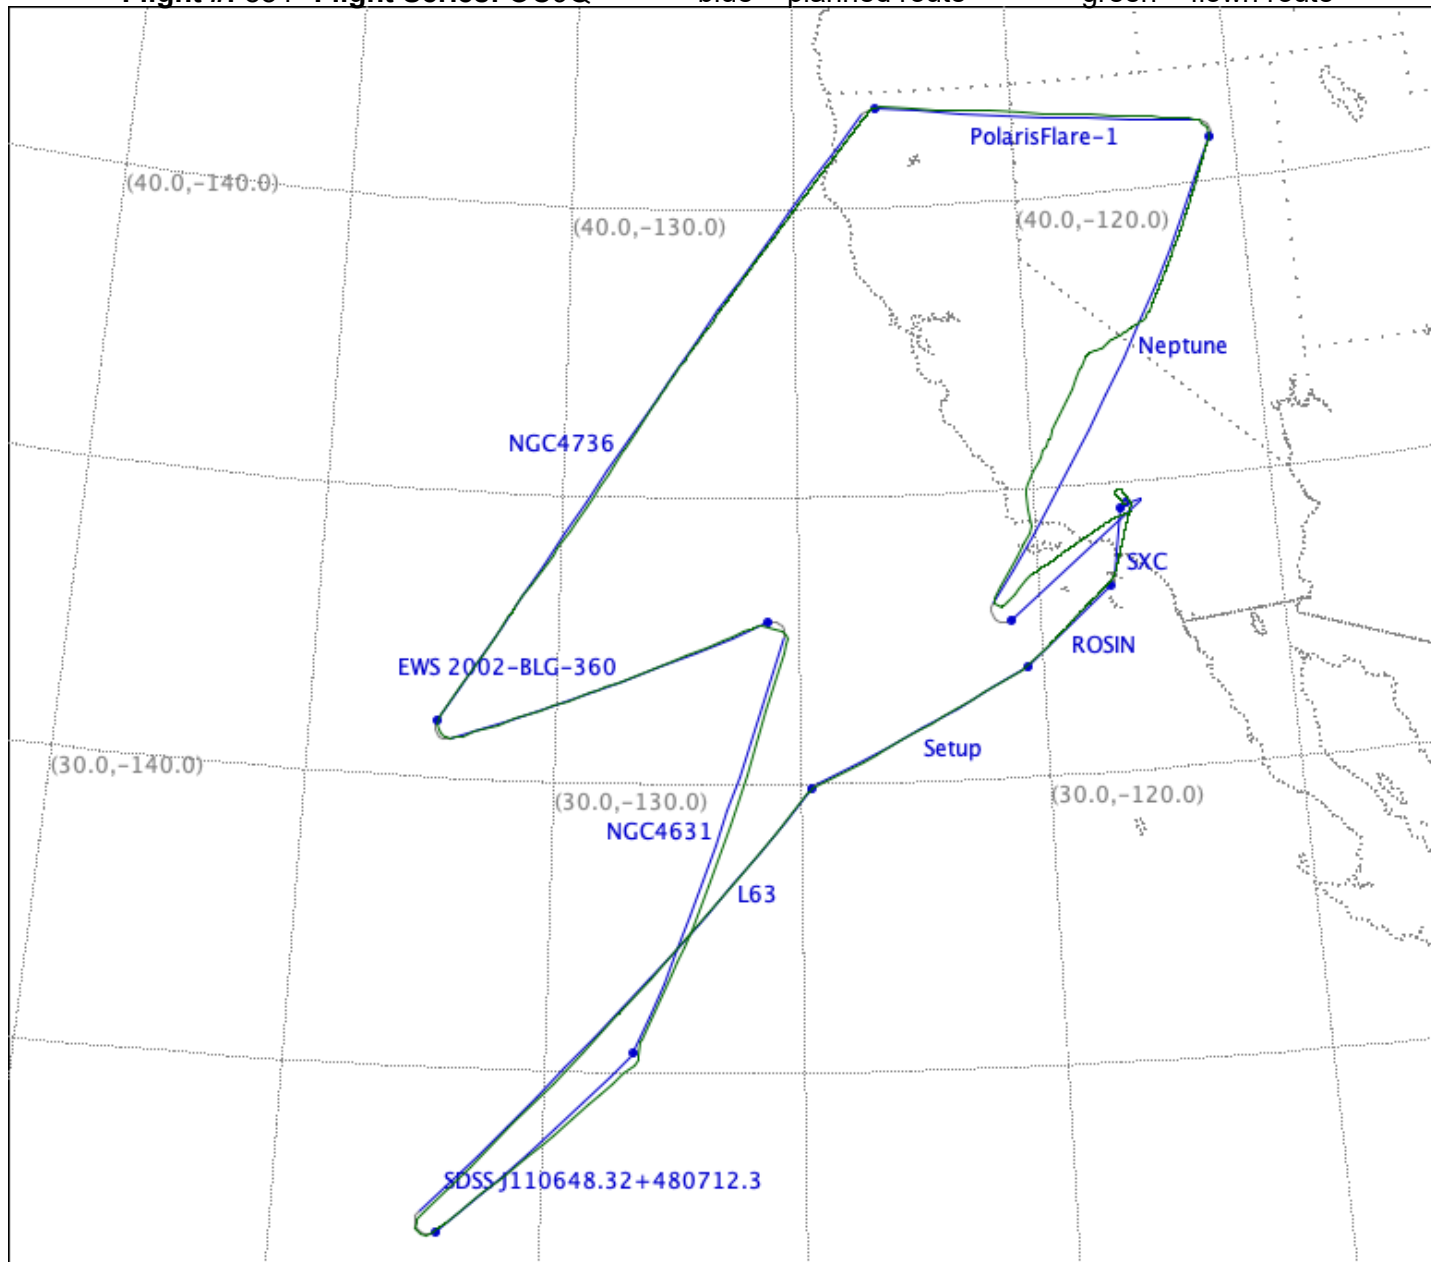 PolarisFlare-1
(40.0,-140.0)
(40.0,-130.0)
(40.0,-120.0)
Neptune
NGC4736
SXC
ROSIN
EWS 2002-BLG-360
Setup
(30.0,-140.0)
(30.0,-130.0)
(30.0,-120.0)
NGC4631
L63
SDSS J110648.32+480712.3